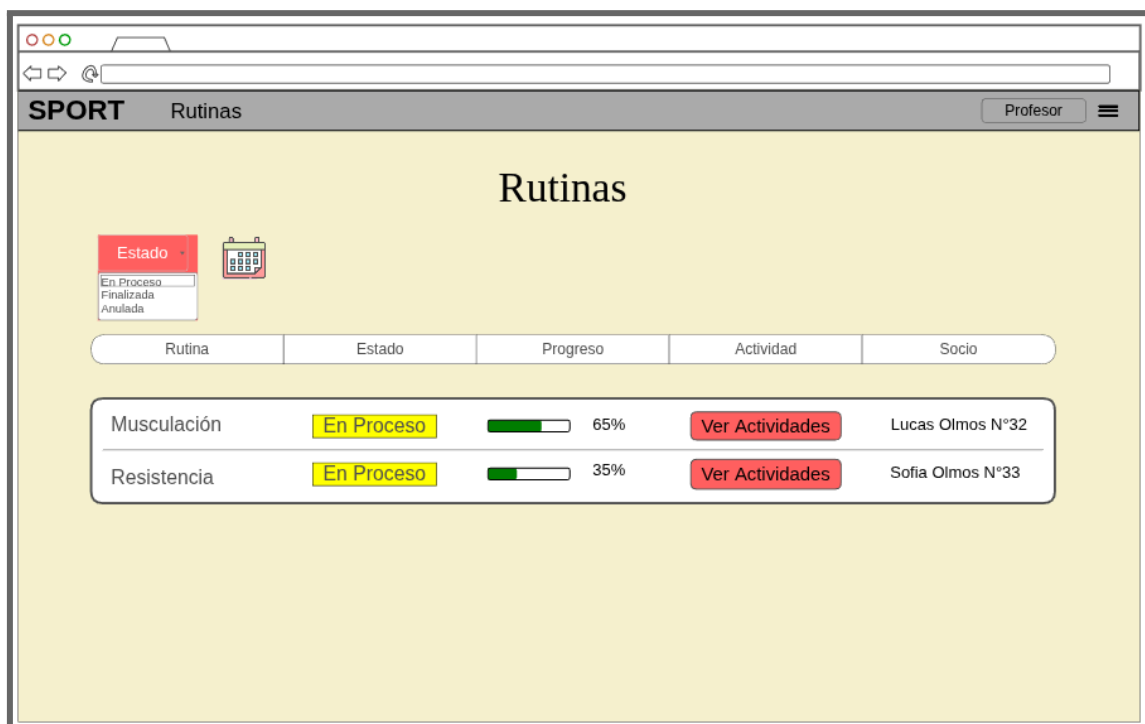 SPORT Rutinas Profesor
Rutinas
Estado
En Proceso
Finalizada
Anulada
Rutina Estado Progreso Actividad Socio
Musculación En Proceso 65% Ver Actividades Lucas Olmos N°32
Resistencia En Proceso 35% Ver Actividades Sofia Olmos N°33